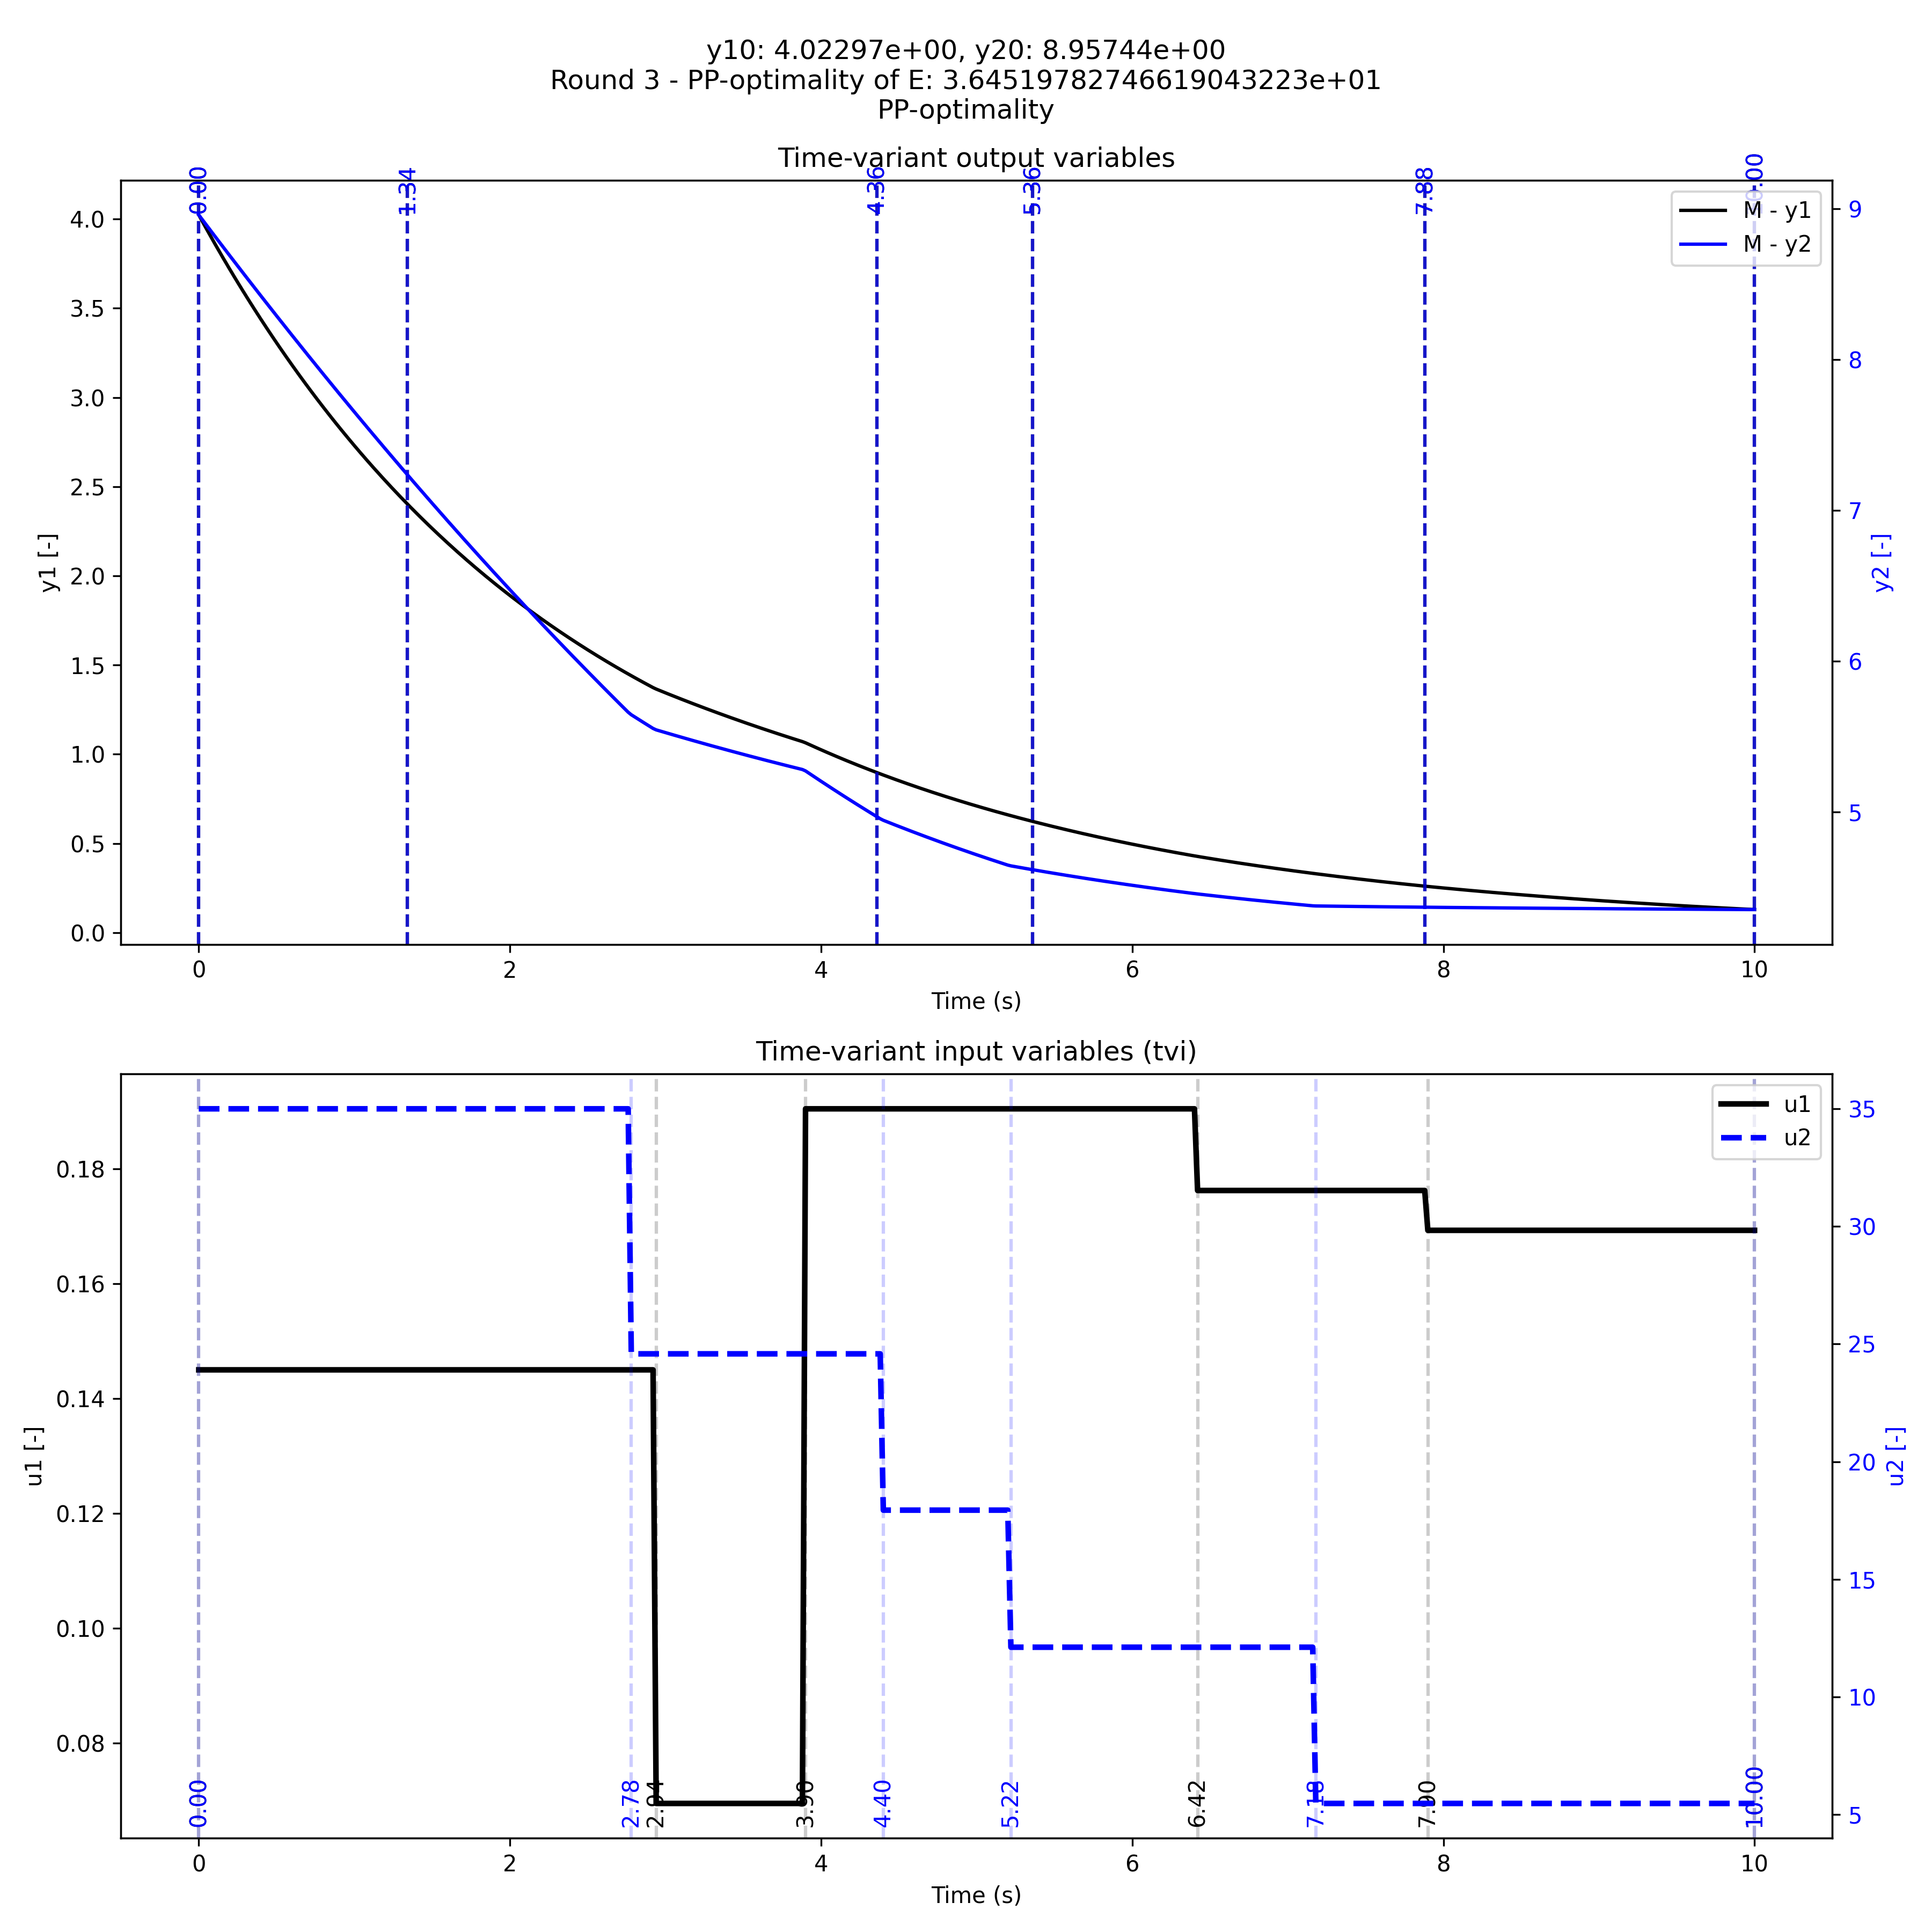 y10: 4.02297e+00, y20: 8.95744e+00
Round 3 - PP-optimality of E: 3.64519782746619043223e+01
PP-optimality
Time-variant output variables
0.00
1.34
4.36
5.36
7.88
M - y1
M - y2
4.0
3.5
3.0
2.5
2.0
1.5
1.0
0.5
0.0
y1 [-]
9
8
7
6
5
y2 [-]
0 2 4 6 8 10
Time (s)
Time-variant input variables (tvi)
u1
u2
0.18
0.16
0.14
0.12
0.10
0.08
u1 [-]
35
30
25
20
15
10
5
u2 [-]
0.00
2.78
2.94
3.90
4.40
5.22
6.42
7.18
7.90
10.00
0 2 4 6 8 10
Time (s)